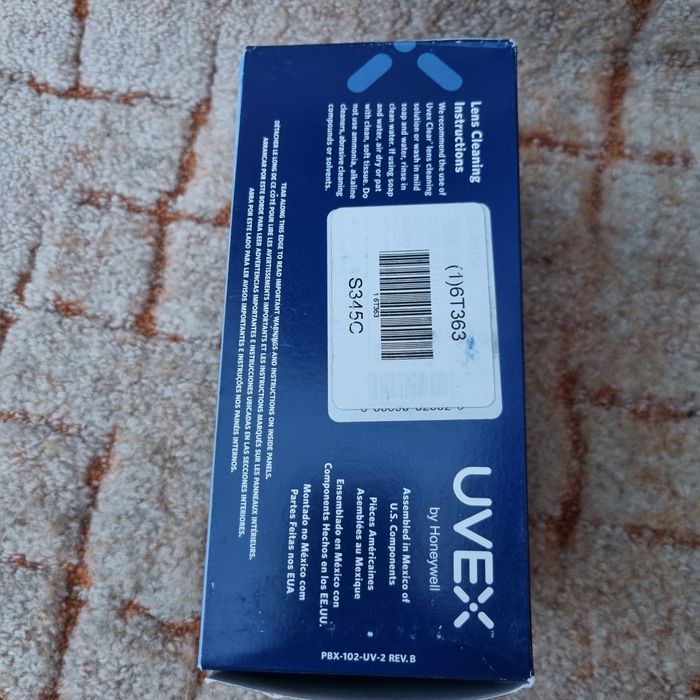 Lens Cleaning
Instructions
We recommend the use of
Uvex Clear® lens cleaning
solution or wash in mild
soap and water, rinse in
clean water. If using soap
and water, air dry or pat
with clean, soft tissue. Do
not use ammonia, alkaline
cleaners, abrasive cleaning
compounds or solvents.
(1)6T363
1 6T363
S345C
UVEX™
by Honeywell
Assembled in Mexico of
U.S. Components
Pièces Américaines
Asemblées au Mexique
Ensemblado en México con
Components Hechos en los EE.UU.
Montado no México com
Partes Feitas nos EUA
TEAR ALONG THIS EDGE TO READ IMPORTANT WARNINGS AND INSTRUCTIONS ON INSIDE PANELS.
DÉTACHER LE LONG DE CE CÔTÉ POUR LIRE LES AVERTISSEMENTS IMPORTANTS ET LES INSTRUCTIONS MARQUÉS SUR LES PANNEAUX INTÉRIEURS.
ARRANCAR POR ESTE BORDE PARA LEER ADVERTENCIAS IMPORTANTES E INSTRUCCIONES UBICADAS EN LAS SECCIONES INTERIORES.
ABRA POR ESTE LADO PARA LER AVISOS IMPORTANTES E INSTRUÇÕES NOS PAINÉIS INTERNOS.
PBX-102-UV-2 REV. B